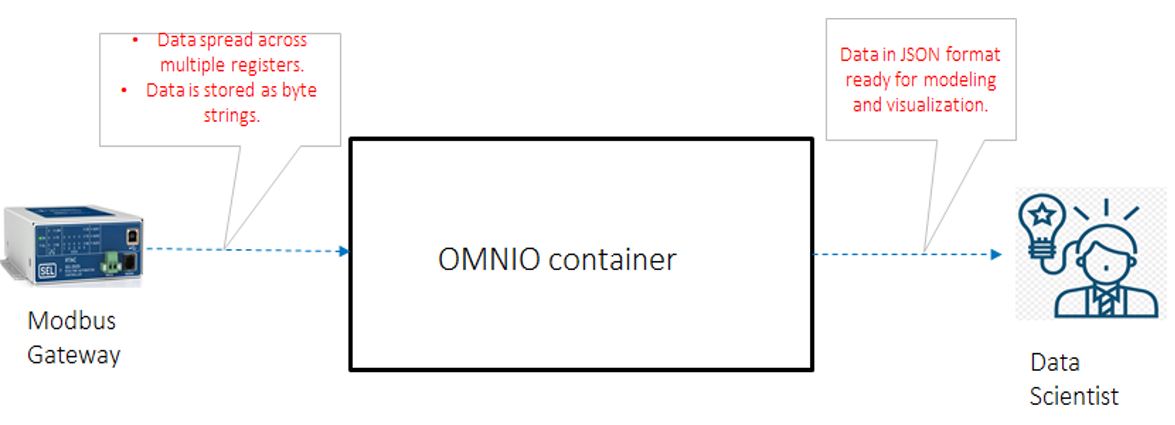 • Data spread across
multiple registers.
• Data is stored as byte
strings.
Data in JSON format
ready for modeling
and visualization.
OMNIO container
SEL
RTAC
Modbus
Gateway
Data
Scientist